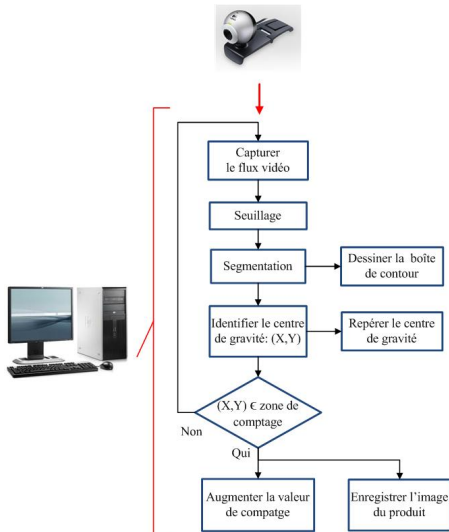 Capturer
le flux vidéo
Seuillage
Segmentation
Dessiner la boîte
de contour
Identifier le centre
de gravité: (X,Y)
Repérer le centre
de gravité
(X,Y) € zone de
comptage
Non
Qui
Augmenter la valeur
de compatge
Enregistrer l'image
du produit